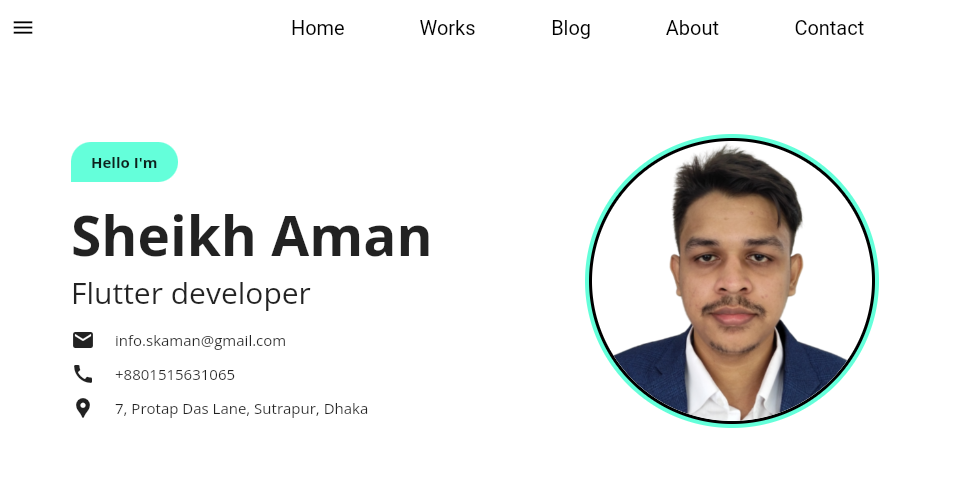 Home Works Blog About Contact
Hello I'm
Sheikh Aman
Flutter developer
info.skaman@gmail.com
+8801515631065
7, Protap Das Lane, Sutrapur, Dhaka